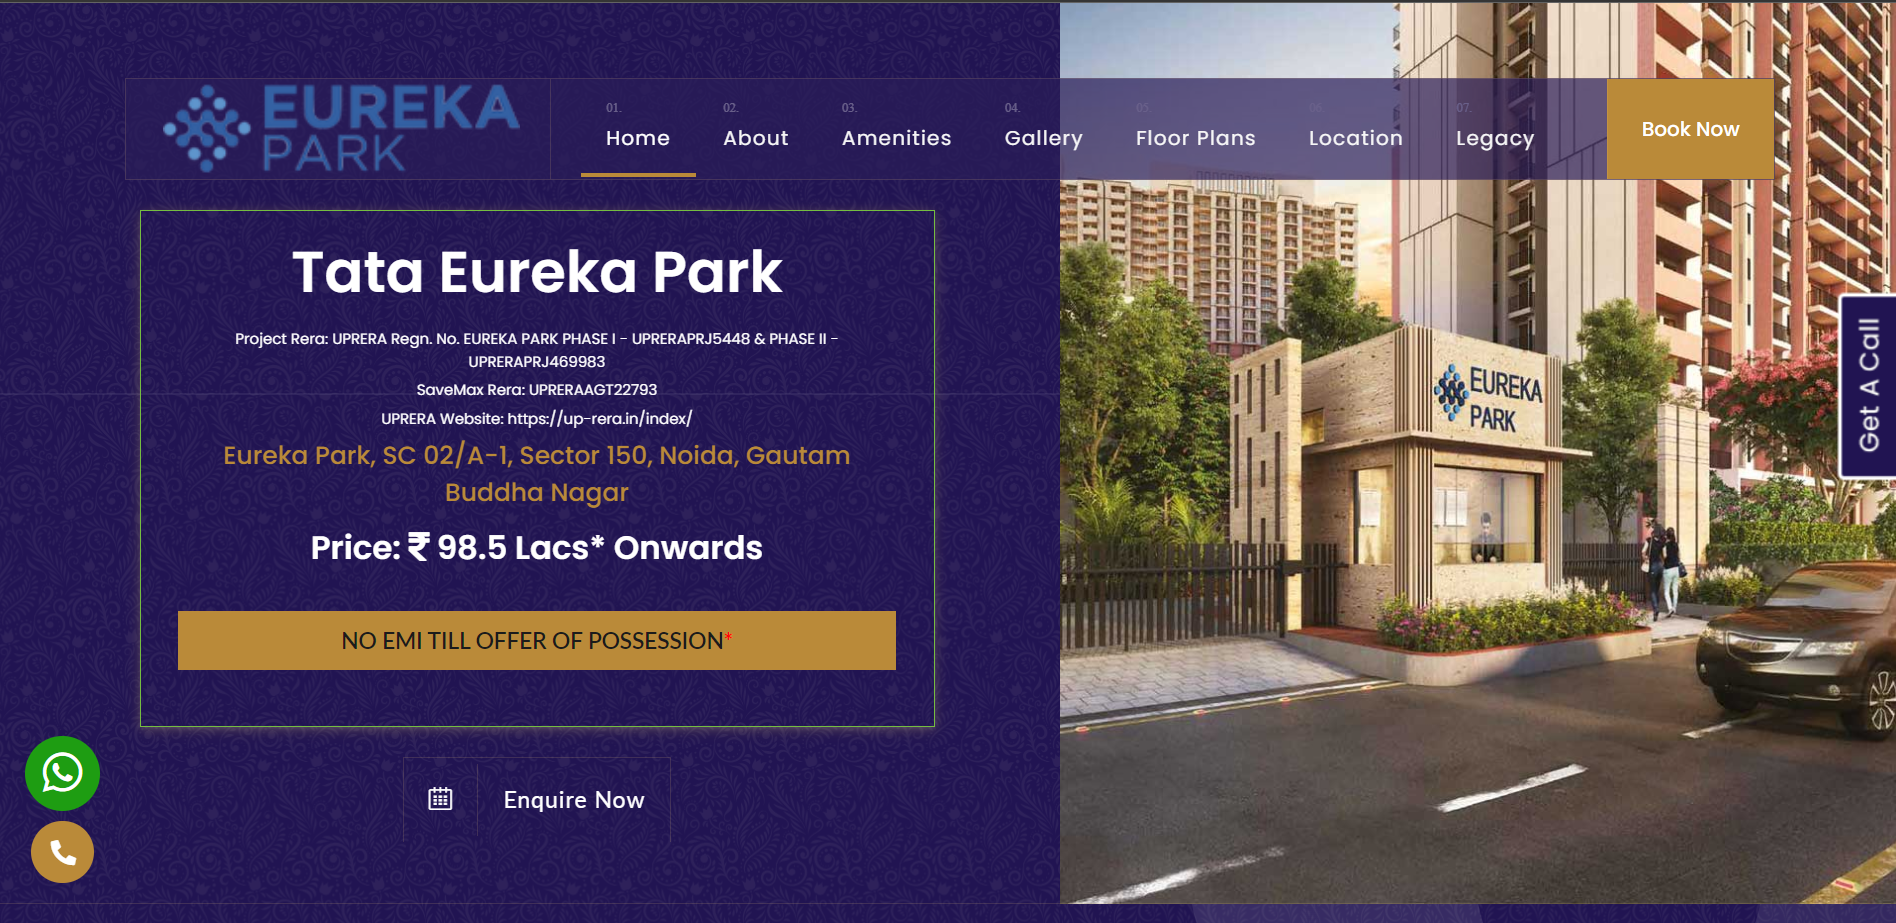 EUREKA
PARK
01.
Home
02.
About
03.
Amenities
04.
Gallery
05.
Floor Plans
06.
Location
07.
Legacy
Book Now
Tata Eureka Park
Project Rera: UPRERA Regn. No. EUREKA PARK PHASE I - UPRERAPRJ5448 & PHASE II -
UPRERAPRJ469983
SaveMax Rera: UPRERAAGT22793
UPRERA Website: https://up-rera.in/index/
Eureka Park, SC 02/A-1, Sector 150, Noida, Gautam
Buddha Nagar
Price: ₹ 98.5 Lacs* Onwards
NO EMI TILL OFFER OF POSSESSION*
Enquire Now
EUREKA
PARK
Get A Call